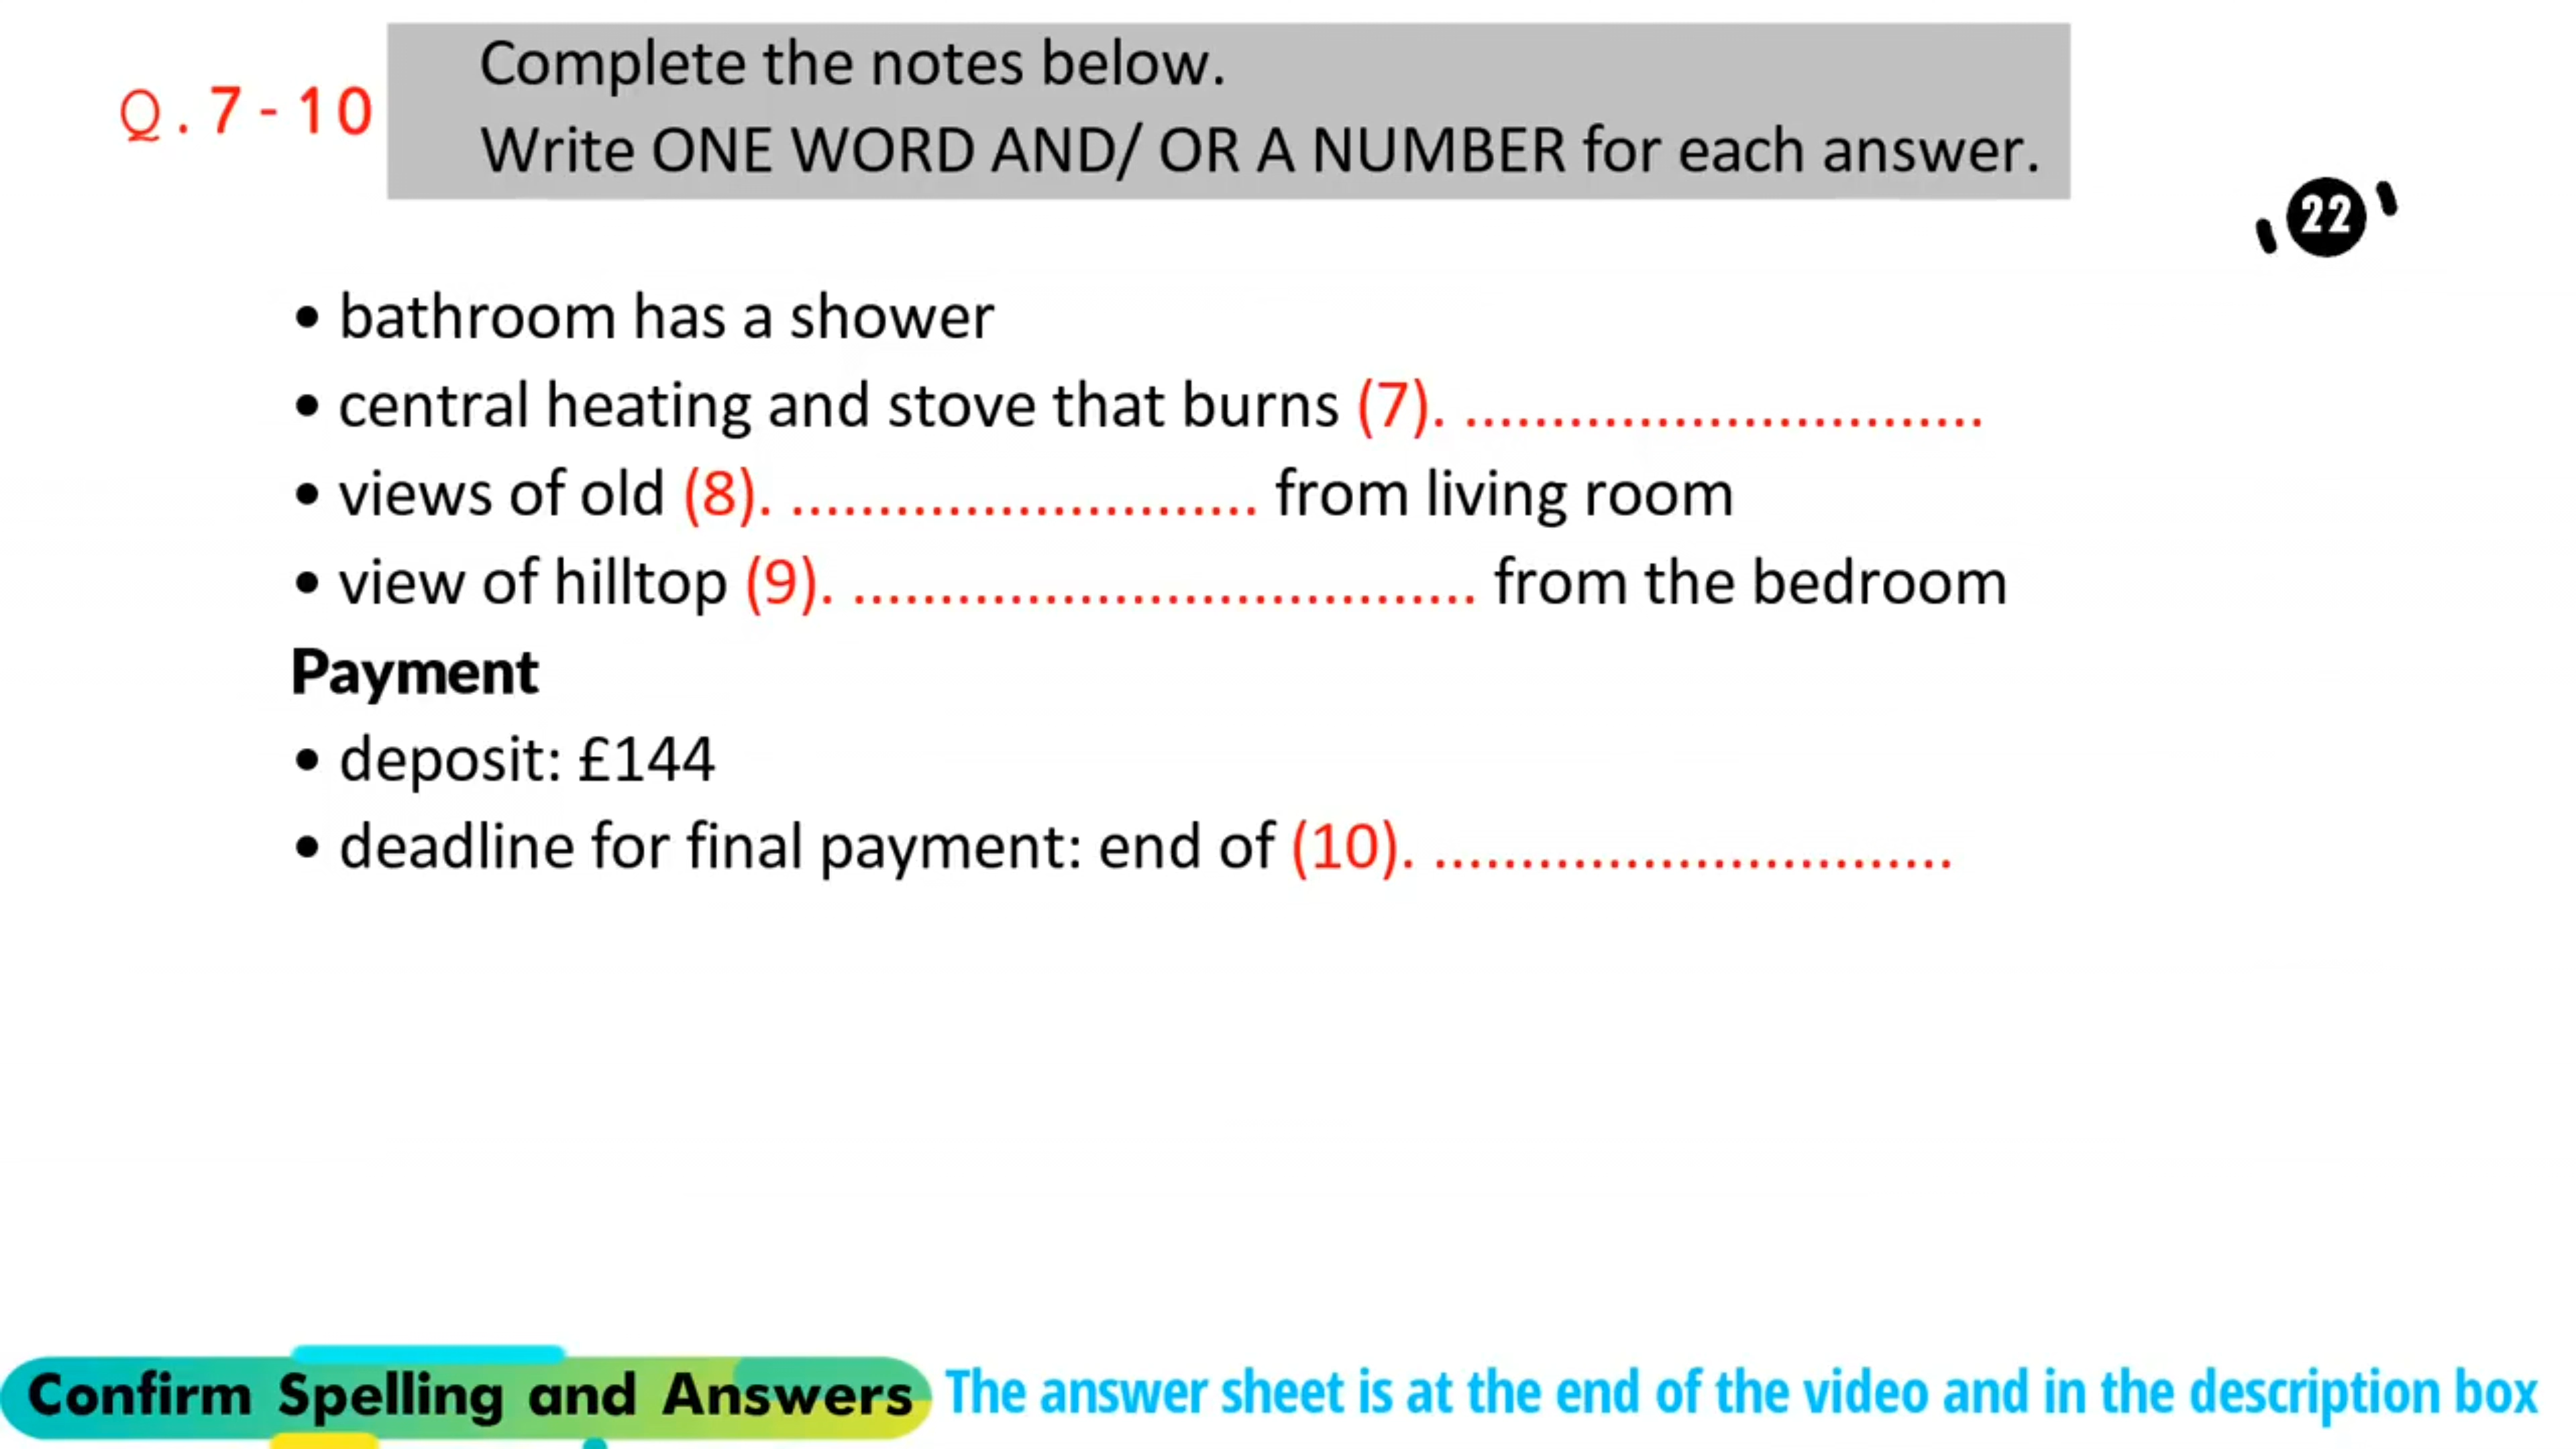 Q.7-10
Complete the notes below.
Write ONE WORD AND/ OR A NUMBER for each answer.
22
• bathroom has a shower
• central heating and stove that burns (7). ..............................
• views of old (8). ........................... from living room
• view of hilltop (9). .................................... from the bedroom
Payment
• deposit: £144
• deadline for final payment: end of (10). ..............................
Confirm Spelling and Answers
The answer sheet is at the end of the video and in the description box